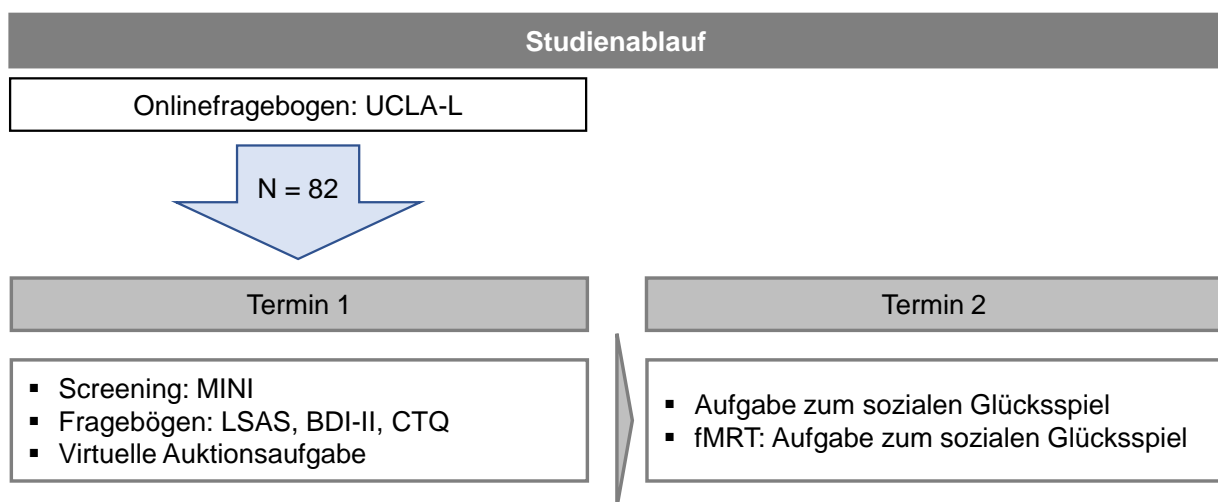 Studienablauf
Onlinefragebogen: UCLA-L
N = 82
Termin 1
Termin 2
▪ Screening: MINI
▪ Fragebögen: LSAS, BDI-II, CTQ
▪ Virtuelle Auktionsaufgabe
▪ Aufgabe zum sozialen Glücksspiel
▪ fMRT: Aufgabe zum sozialen Glücksspiel